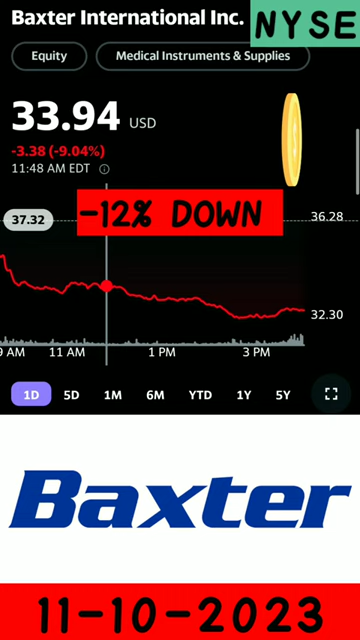 Baxter International Inc.
NYSE
Equity
Medical Instruments & Supplies
33.94 USD
-3.38 (-9.04%)
11:48 AM EDT
-12% DOWN
37.32
36.28
32.30
9 AM 11 AM 1 PM 3 PM
1D 5D 1M 6M YTD 1Y 5Y
Baxter
11-10-2023